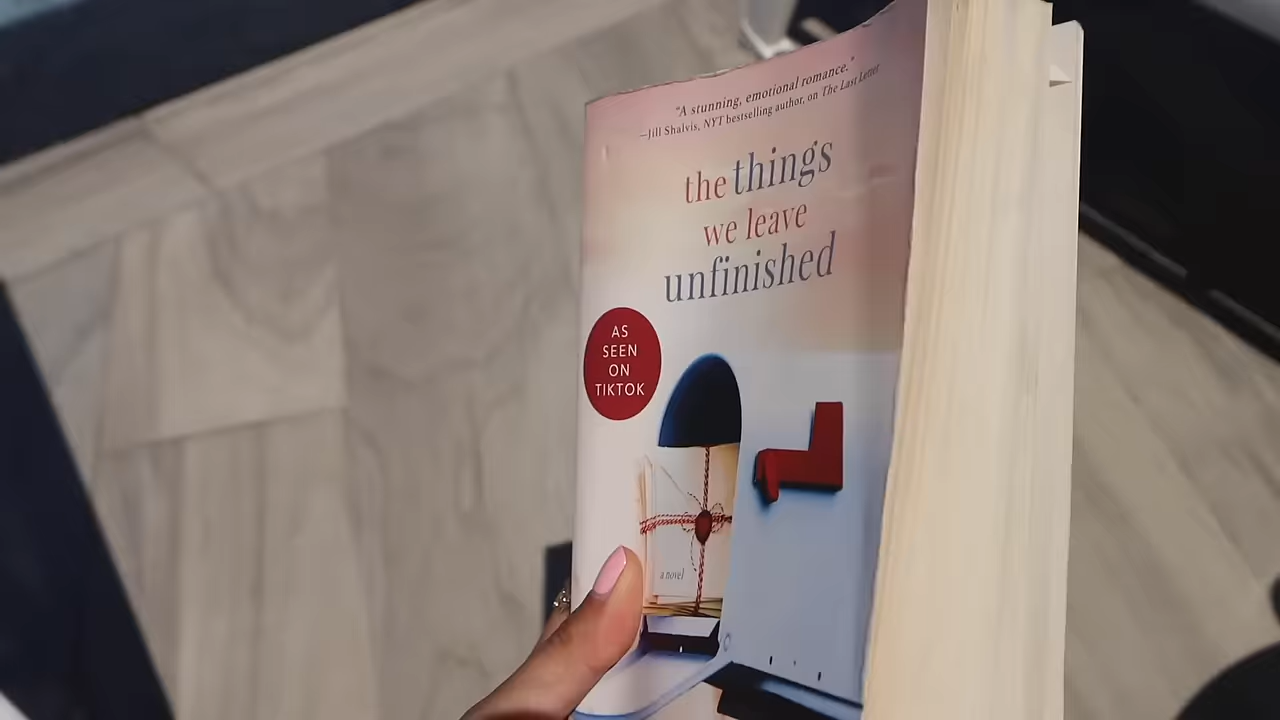 "A stunning, emotional romance."
—Jill Shalvis, NYT bestselling author, on The Last Letter
the things
we leave
unfinished
AS
SEEN
ON
TIKTOK
a novel